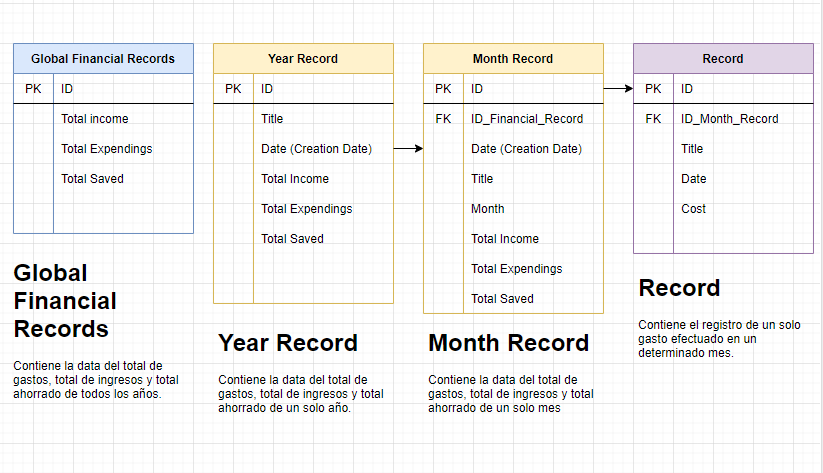 Global Financial Records
PK ID
Total income
Total Expendings
Total Saved
Year Record
PK ID
Title
Date (Creation Date)
Total Income
Total Expendings
Total Saved
Month Record
PK ID
FK ID_Financial_Record
Date (Creation Date)
Title
Month
Total Income
Total Expendings
Total Saved
Record
PK ID
FK ID_Month_Record
Title
Date
Cost
Global
Financial
Records
Contiene la data del total de
gastos, total de ingresos y total
ahorrado de todos los años.
Year Record
Contiene la data del total de
gastos, total de ingresos y total
ahorrado de un solo año.
Month Record
Contiene la data del total de
gastos, total de ingresos y total
ahorrado de un solo mes
Record
Contiene el registro de un solo
gasto efectuado en un
determinado mes.